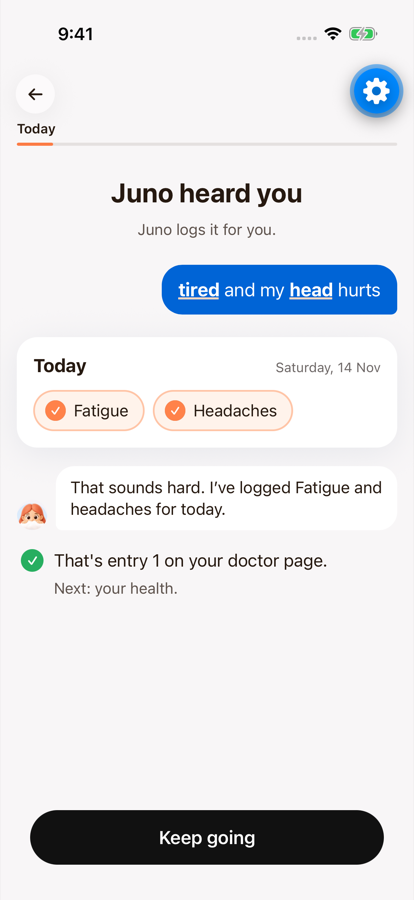 9:41
Today
Juno heard you
Juno logs it for you.
tired and my head hurts
Today
Saturday, 14 Nov
Fatigue
Headaches
That sounds hard. I’ve logged Fatigue and
headaches for today.
That's entry 1 on your doctor page.
Next: your health.
Keep going